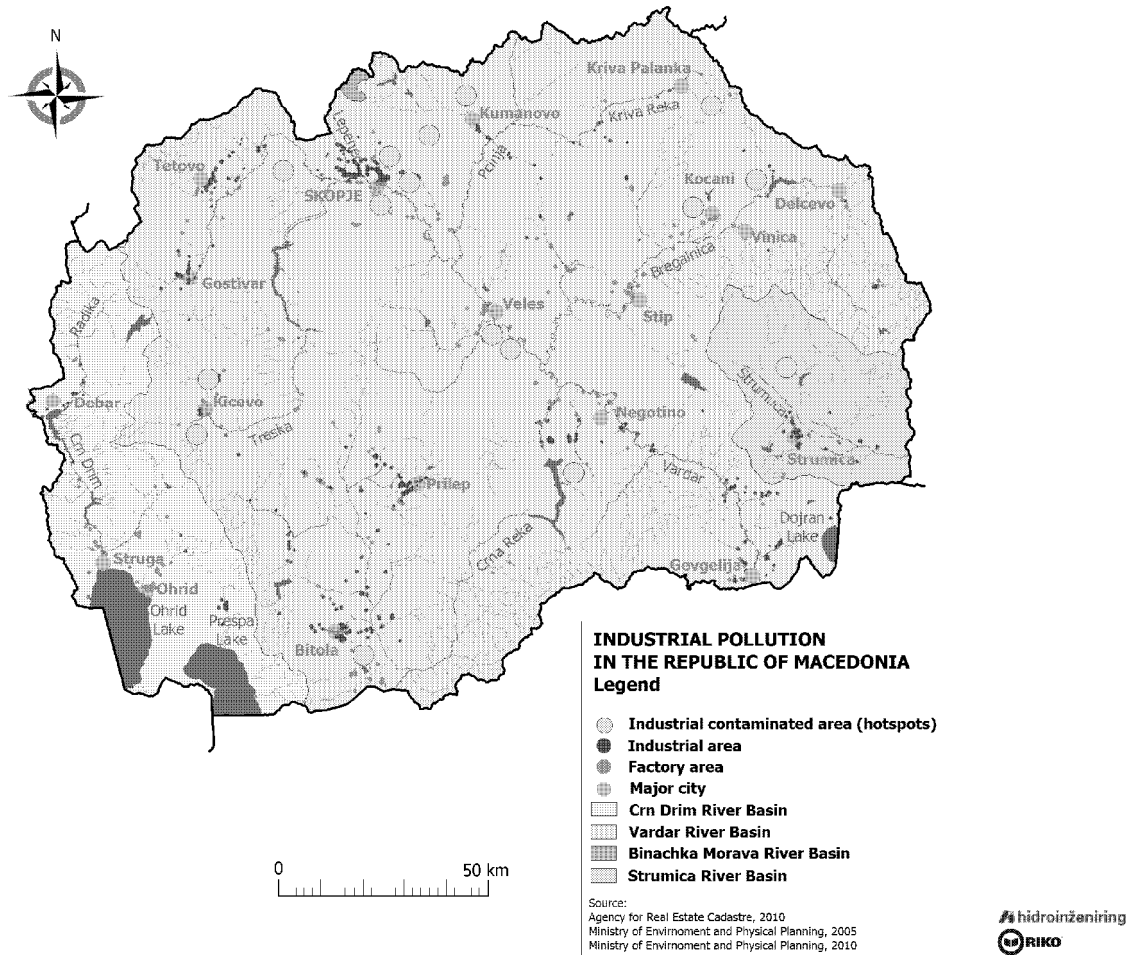 N
Kriva Palanka
Kumanovo
Kriva Reka
Lepenec
Pcinja
Tetovo
SKOPJE
Kocani
Delcevo
Vinica
Bregalnica
Gostivar
Radika
Veles
Stip
Strumica
Debar
Kicevo
Treska
Negotino
Crn Drim
Strumica
Vardar
Prilep
Dojran
Lake
Crna Reka
Struga
Gevgelija
Ohrid
Ohrid
Lake
Prespa
Lake
Bitola
INDUSTRIAL POLLUTION
IN THE REPUBLIC OF MACEDONIA
Legend
Industrial contaminated area (hotspots)
Industrial area
Factory area
Major city
Crn Drim River Basin
Vardar River Basin
Binachka Morava River Basin
Strumica River Basin
0 50 km
Source:
Agency for Real Estate Cadastre, 2010
Ministry of Envirnoment and Physical Planning, 2005
Ministry of Envirnoment and Physical Planning, 2010
hidroinženiring
RIKO